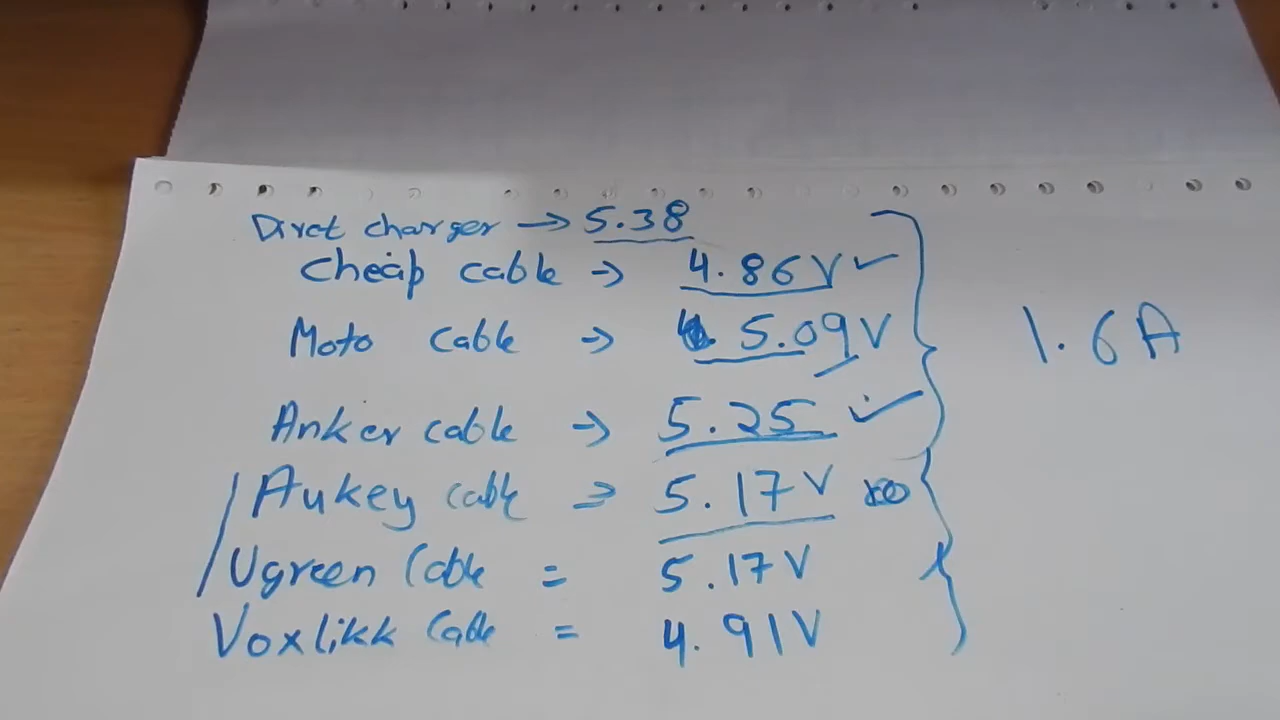 Dirct charger → 5.38
Cheap cable → 4.86V ✓
Moto cable → 5.09V
1.6A
Anker cable → 5.25 ✓
Aukey cable = 5.17V
Ugreen Cable = 5.17V
Voxlikk Cable = 4.91V